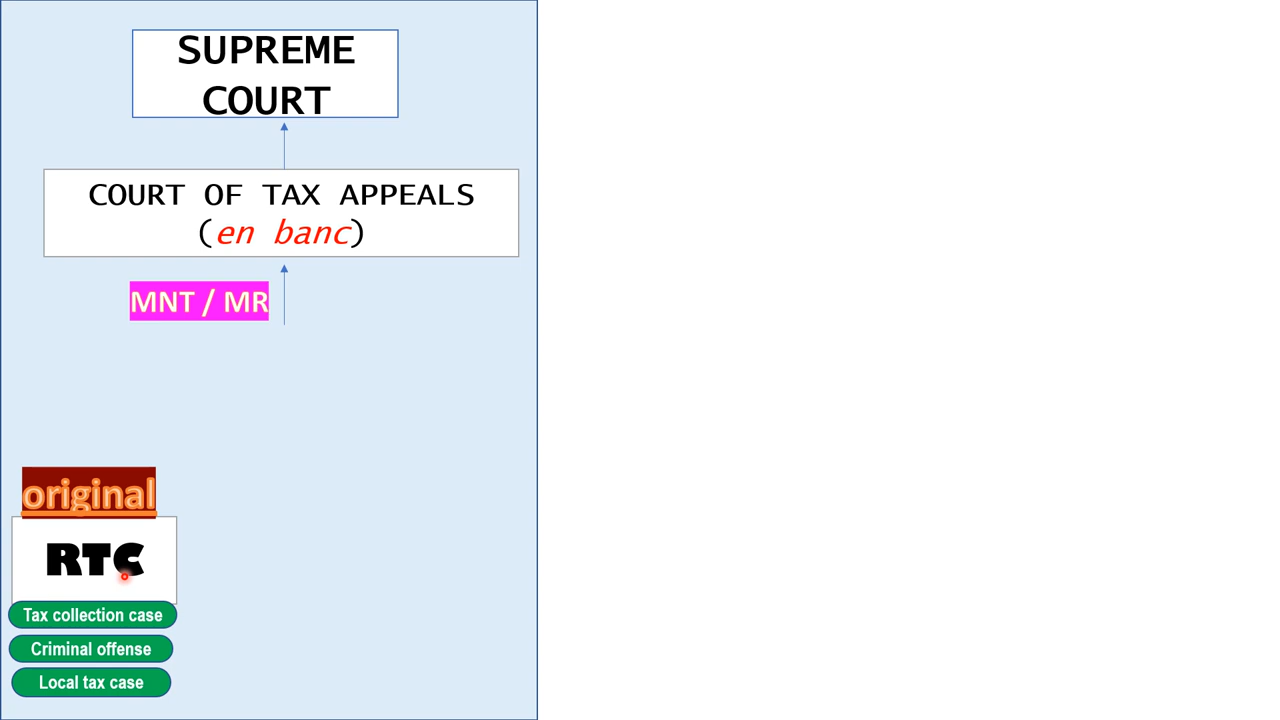 SUPREME
COURT
COURT OF TAX APPEALS
(en banc)
MNT / MR
original
RTC
Tax collection case
Criminal offense
Local tax case